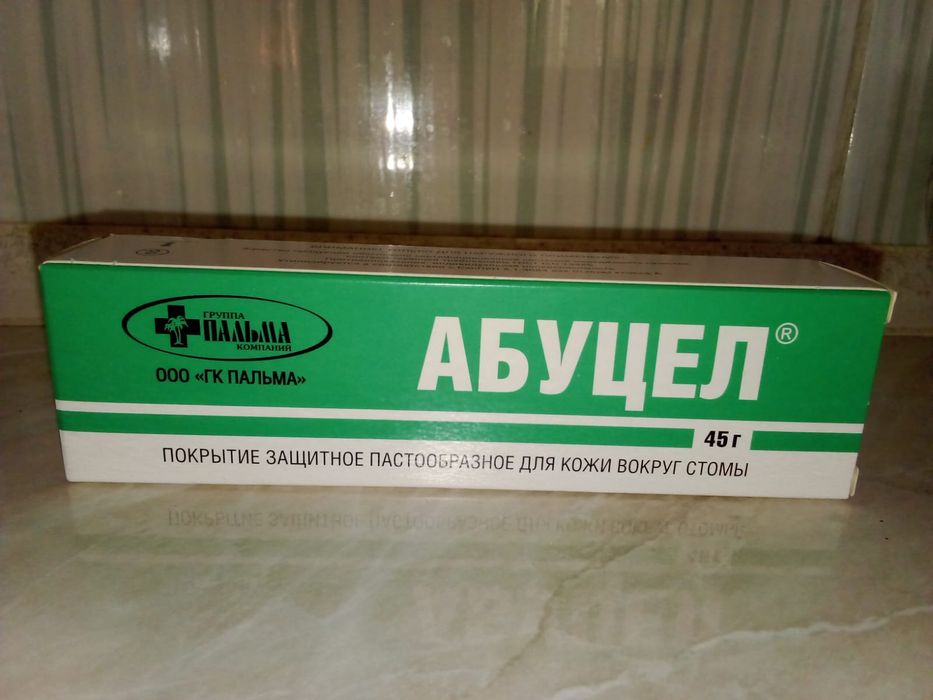 ГРУППА
ПАЛЬМА
КОМПАНИЙ
ООО «ГК ПАЛЬМА»
АБУЦЕЛ®
45 г
ПОКРЫТИЕ ЗАЩИТНОЕ ПАСТООБРАЗНОЕ ДЛЯ КОЖИ ВОКРУГ СТОМЫ